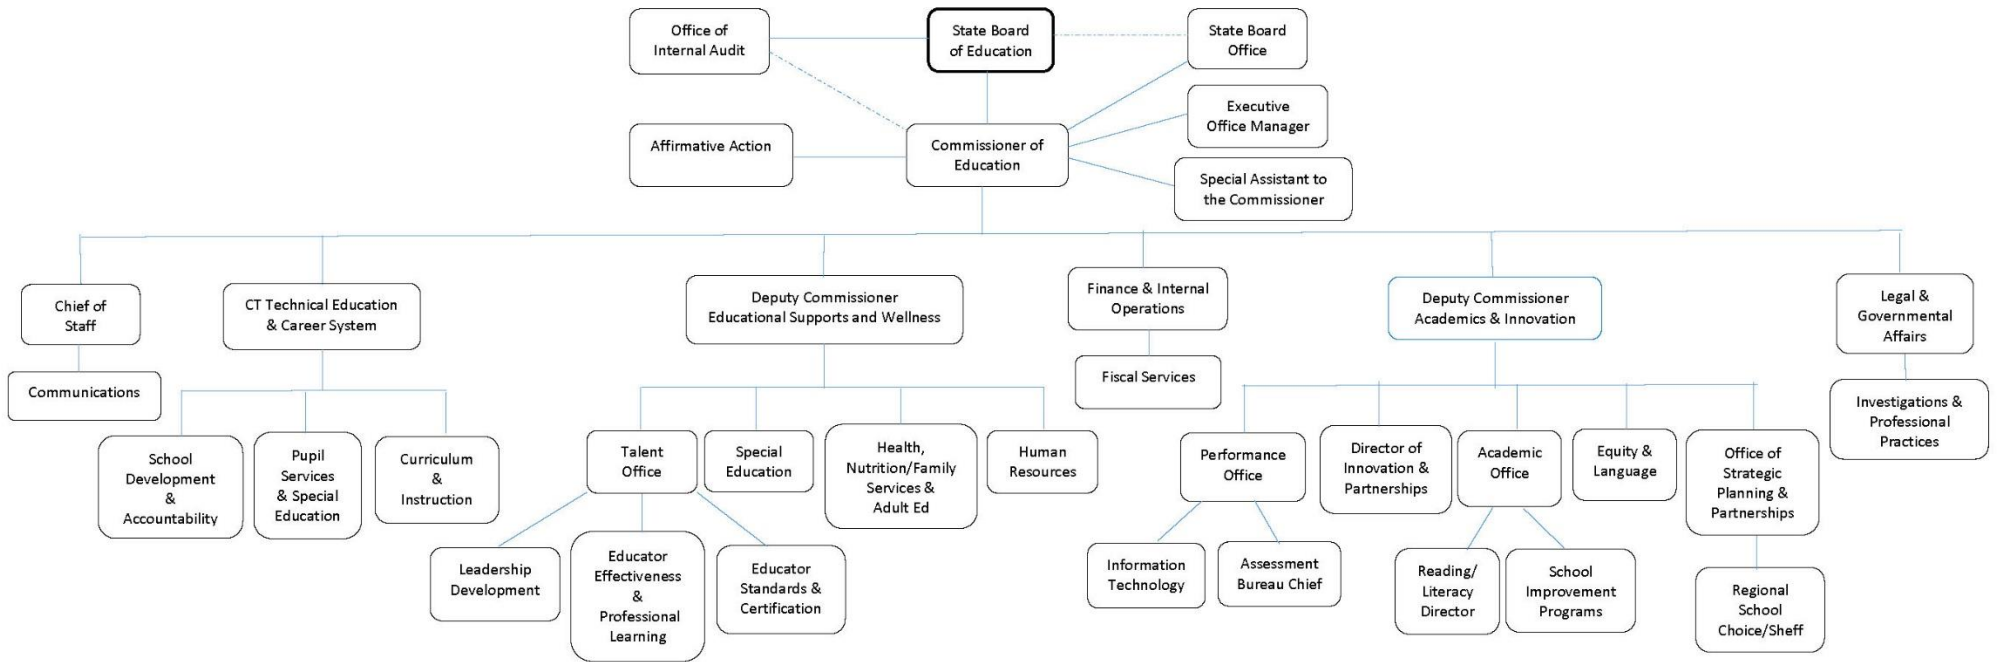 Office of
Internal Audit
State Board
of Education
State Board
Office
Executive
Office Manager
Affirmative Action
Commissioner of
Education
Special Assistant to
the Commissioner
Chief of
Staff
CT Technical Education
& Career System
Deputy Commissioner
Educational Supports and Wellness
Finance & Internal
Operations
Deputy Commissioner
Academics & Innovation
Legal &
Governmental
Affairs
Communications
Fiscal Services
Investigations &
Professional
Practices
School
Development
&
Accountability
Pupil
Services
& Special
Education
Curriculum
&
Instruction
Talent
Office
Special
Education
Health,
Nutrition/Family
Services &
Adult Ed
Human
Resources
Performance
Office
Director of
Innovation &
Partnerships
Academic
Office
Equity &
Language
Office of
Strategic
Planning &
Partnerships
Leadership
Development
Educator
Effectiveness
&
Professional
Learning
Educator
Standards &
Certification
Information
Technology
Assessment
Bureau Chief
Reading/
Literacy
Director
School
Improvement
Programs
Regional
School
Choice/Sheff